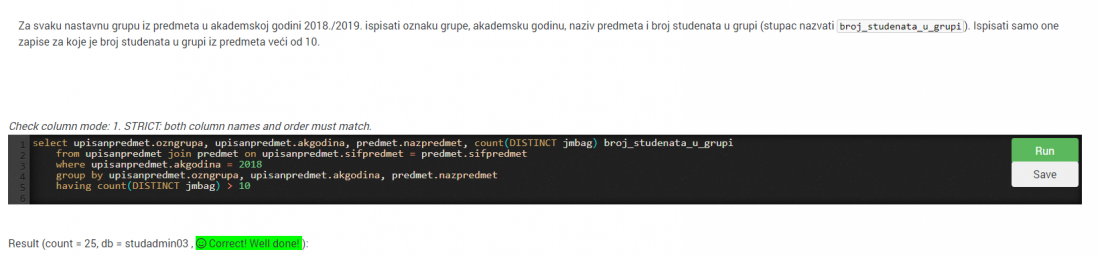 Za svaku nastavnu grupu iz predmeta u akademskoj godini 2018./2019. ispisati oznaku grupe, akademsku godinu, naziv predmeta i broj studenata u grupi (stupac nazvati broj_studenata_u_grupi). Ispisati samo one
zapise za koje je broj studenata u grupi iz predmeta veći od 10.
Check column mode: 1. STRICT: both column names and order must match.
1 select upisanpredmet.ozngrupa, upisanpredmet.akgodina, predmet.nazpredmet, count(DISTINCT jmbag) broj_studenata_u_grupi
2 from upisanpredmet join predmet on upisanpredmet.sifpredmet = predmet.sifpredmet
3 where upisanpredmet.akgodina = 2018
4 group by upisanpredmet.ozngrupa, upisanpredmet.akgodina, predmet.nazpredmet
5 having count(DISTINCT jmbag) > 10
6
Run
Save
Result (count = 25, db = studadmin03 , Correct! Well done! ):